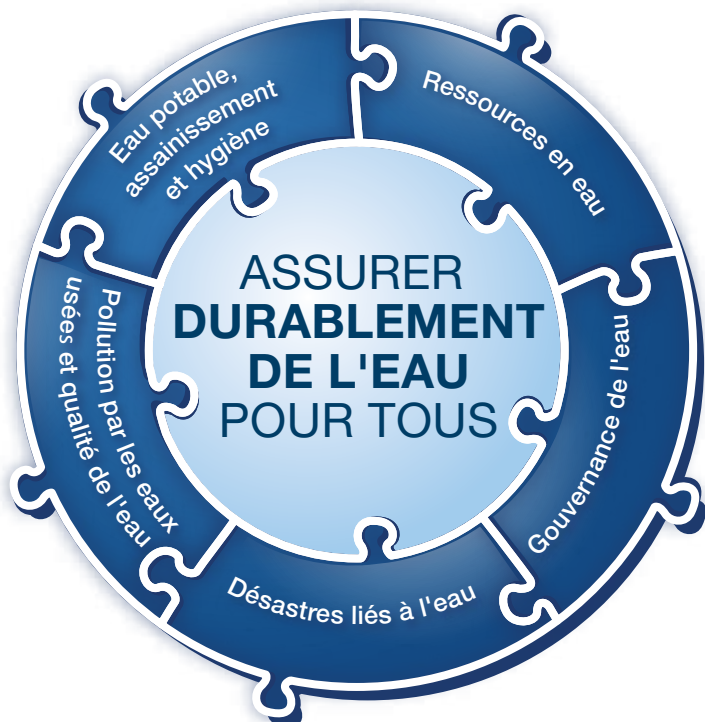 ASSURER
DURABLEMENT
DE L'EAU
POUR TOUS
Eau potable,
assainissement
et hygiène
Ressources en eau
Gouvernance de l'eau
Désastres liés à l'eau
Pollution par les eaux
usées et qualité de l'eau